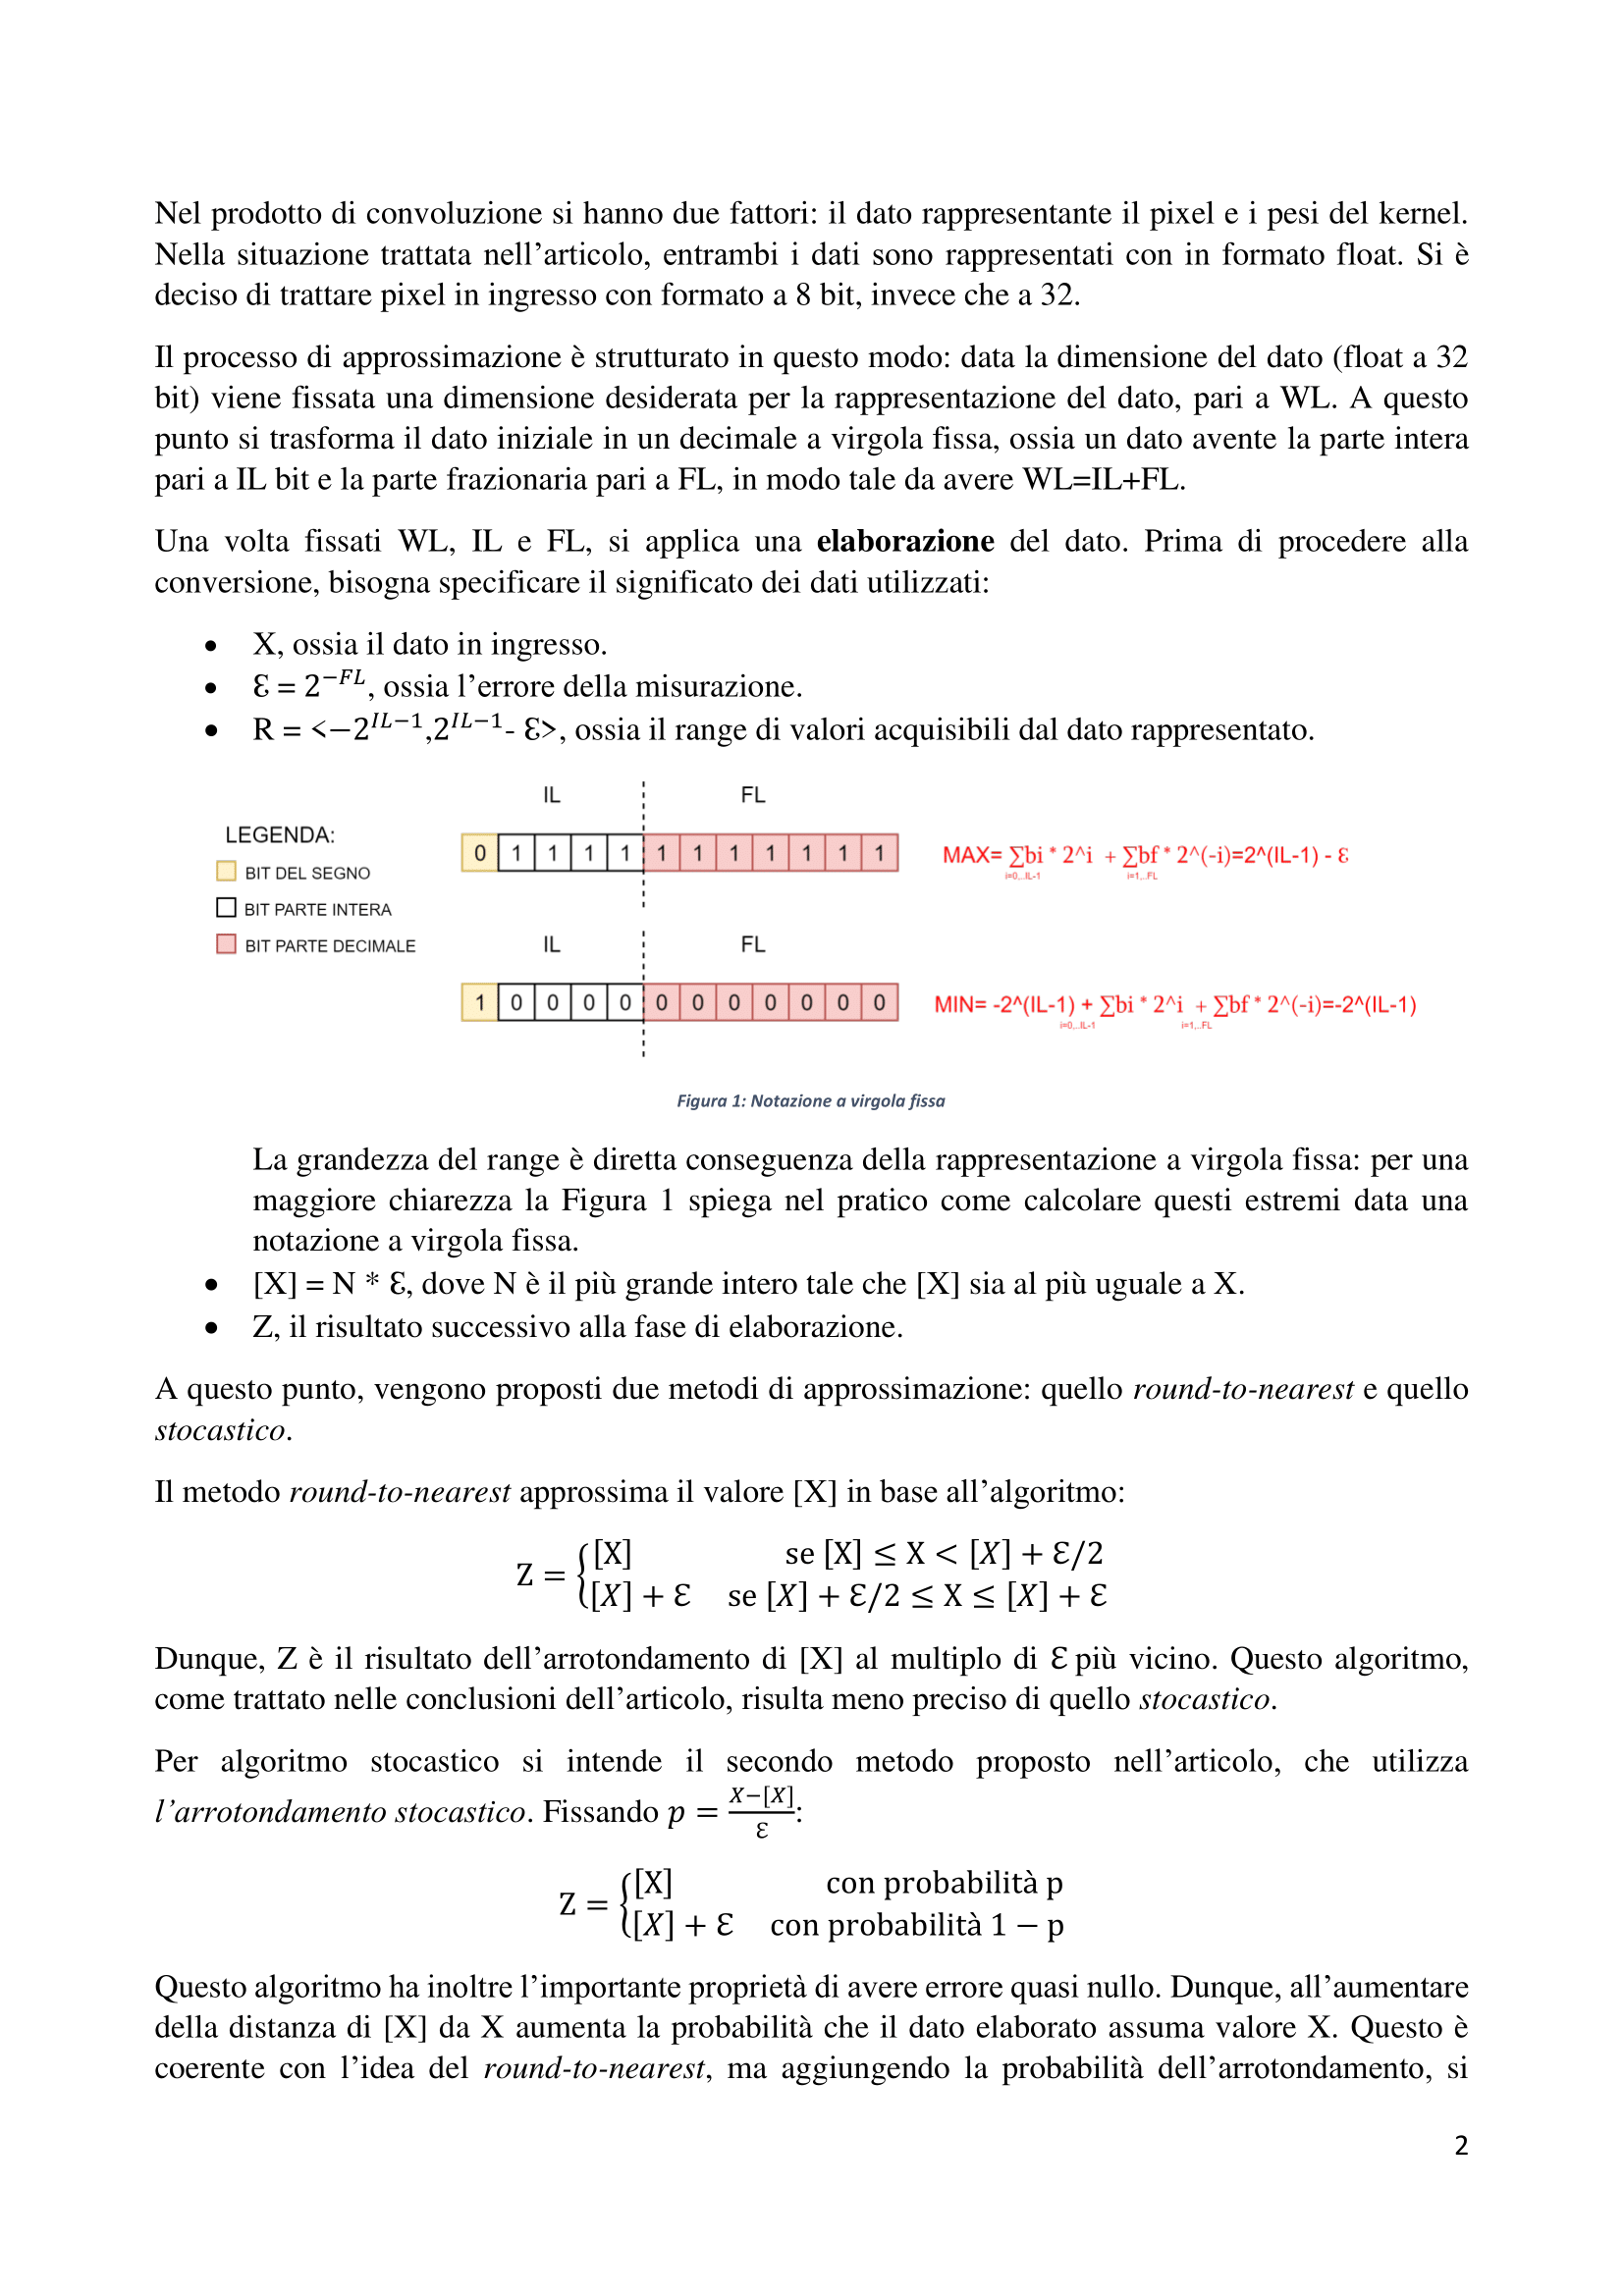 Nel prodotto di convoluzione si hanno due fattori: il dato rappresentante il pixel e i pesi del kernel.
Nella situazione trattata nell’articolo, entrambi i dati sono rappresentati con in formato float. Si è
deciso di trattare pixel in ingresso con formato a 8 bit, invece che a 32.
Il processo di approssimazione è strutturato in questo modo: data la dimensione del dato (float a 32
bit) viene fissata una dimensione desiderata per la rappresentazione del dato, pari a WL. A questo
punto si trasforma il dato iniziale in un decimale a virgola fissa, ossia un dato avente la parte intera
pari a IL bit e la parte frazionaria pari a FL, in modo tale da avere WL=IL+FL.
Una volta fissati WL, IL e FL, si applica una elaborazione del dato. Prima di procedere alla
conversione, bisogna specificare il significato dei dati utilizzati:
• X, ossia il dato in ingresso.
• Ɛ = 2^{−FL}, ossia l’errore della misurazione.
• R = <−2^{IL−1},2^{IL−1}- Ɛ>, ossia il range di valori acquisibili dal dato rappresentato.
IL FL
LEGENDA:
BIT DEL SEGNO
BIT PARTE INTERA
BIT PARTE DECIMALE
0 1 1 1 1 1 1 1 1 1 1 1
MAX= ∑bi * 2^i + ∑bf * 2^(-i)=2^(IL-1) - Ɛ
i=0,..IL-1 i=1,..FL
IL FL
1 0 0 0 0 0 0 0 0 0 0 0
MIN= -2^(IL-1) + ∑bi * 2^i + ∑bf * 2^(-i)=-2^(IL-1)
i=0,..IL-1 i=1,..FL
Figura 1: Notazione a virgola fissa
La grandezza del range è diretta conseguenza della rappresentazione a virgola fissa: per una
maggiore chiarezza la Figura 1 spiega nel pratico come calcolare questi estremi data una
notazione a virgola fissa.
• [X] = N * Ɛ, dove N è il più grande intero tale che [X] sia al più uguale a X.
• Z, il risultato successivo alla fase di elaborazione.
A questo punto, vengono proposti due metodi di approssimazione: quello round-to-nearest e quello
stocastico.
Il metodo round-to-nearest approssima il valore [X] in base all’algoritmo:
Z = { [X] se [X] ≤ X < [X] + Ɛ/2
[X] + Ɛ se [X] + Ɛ/2 ≤ X ≤ [X] + Ɛ
Dunque, Z è il risultato dell’arrotondamento di [X] al multiplo di Ɛ più vicino. Questo algoritmo,
come trattato nelle conclusioni dell’articolo, risulta meno preciso di quello stocastico.
Per algoritmo stocastico si intende il secondo metodo proposto nell’articolo, che utilizza
l’arrotondamento stocastico. Fissando p = \frac{X−[X]}{Ɛ}:
Z = { [X] con probabilità p
[X] + Ɛ con probabilità 1 − p
Questo algoritmo ha inoltre l’importante proprietà di avere errore quasi nullo. Dunque, all’aumentare
della distanza di [X] da X aumenta la probabilità che il dato elaborato assuma valore X. Questo è
coerente con l’idea del round-to-nearest, ma aggiungendo la probabilità dell’arrotondamento, si
2